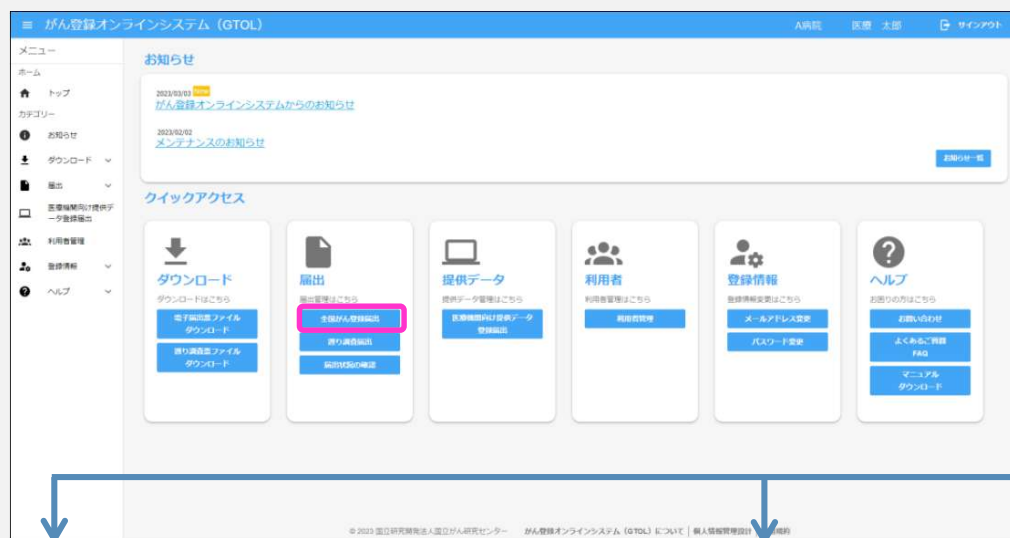 がん登録オンラインシステム（GTOL）
A病院 医療 太郎 サインアウト
メニュー
ホーム
トップ
カテゴリー
お知らせ
ダウンロード
届出
医療機関向け提供デ
ータ登録届出
利用者管理
登録情報
ヘルプ
お知らせ
2023/03/03 New
がん登録オンラインシステムからのお知らせ
2023/02/02
メンテナンスのお知らせ
お知らせ一覧
クイックアクセス
ダウンロード
ダウンロードはこちら
電子届出票ファイル
ダウンロード
遡り調査票ファイル
ダウンロード
届出
届出管理はこちら
全国がん登録届出
遡り調査届出
届出状況の確認
提供データ
提供データ管理はこちら
医療機関向け提供データ
登録届出
利用者
利用者管理はこちら
利用者管理
登録情報
登録情報変更はこちら
メールアドレス変更
パスワード変更
ヘルプ
お困りの方はこちら
お問い合わせ
よくあるご質問
FAQ
マニュアル
ダウンロード
© 2023 国立研究開発法人国立がん研究センター がん登録オンラインシステム（GTOL）について | 個人情報管理設計